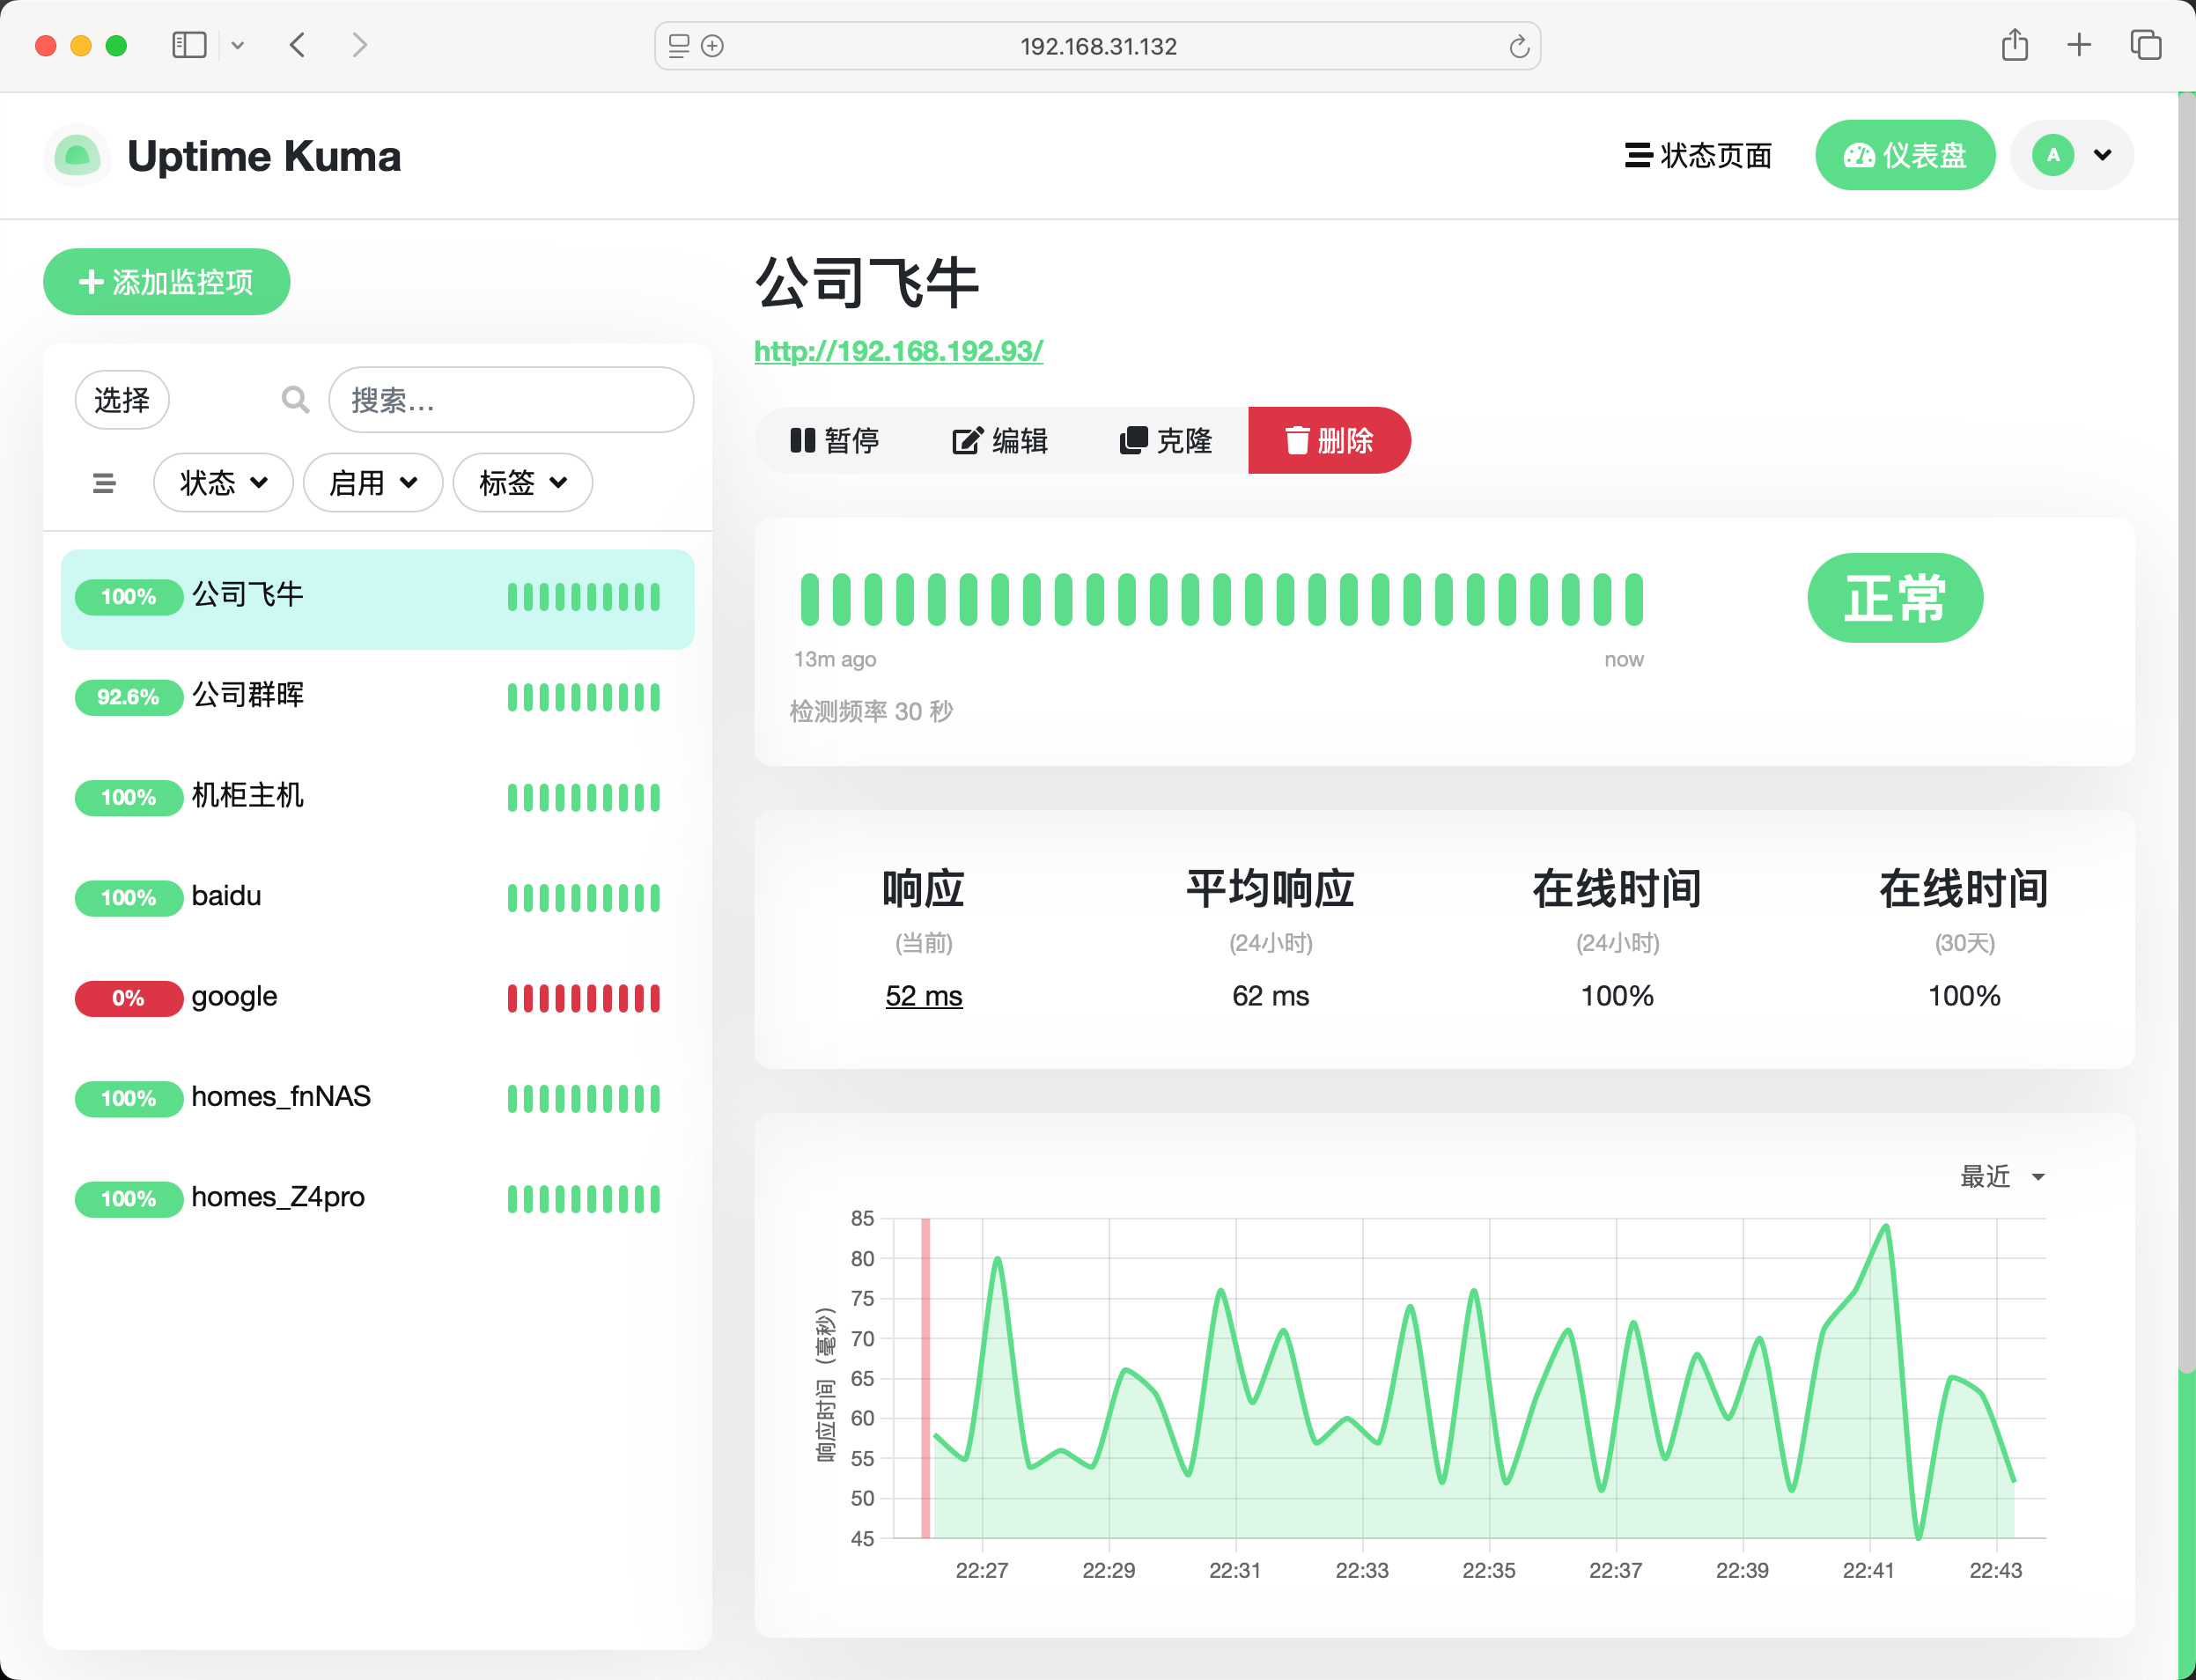 192.168.31.132
Uptime Kuma
状态页面
仪表盘
A
添加监控项
选择
搜索...
状态
启用
标签
100% 公司飞牛
92.6% 公司群晖
100% 机柜主机
100% baidu
0% google
100% homes_fnNAS
100% homes_Z4pro
公司飞牛
http://192.168.192.93/
暂停
编辑
克隆
删除
13m ago
now
正常
检测频率 30 秒
响应
(当前)
52 ms
平均响应
(24小时)
62 ms
在线时间
(24小时)
100%
在线时间
(30天)
100%
最近
响应时间（毫秒）
85
80
75
70
65
60
55
50
45
22:27
22:29
22:31
22:33
22:35
22:37
22:39
22:41
22:43